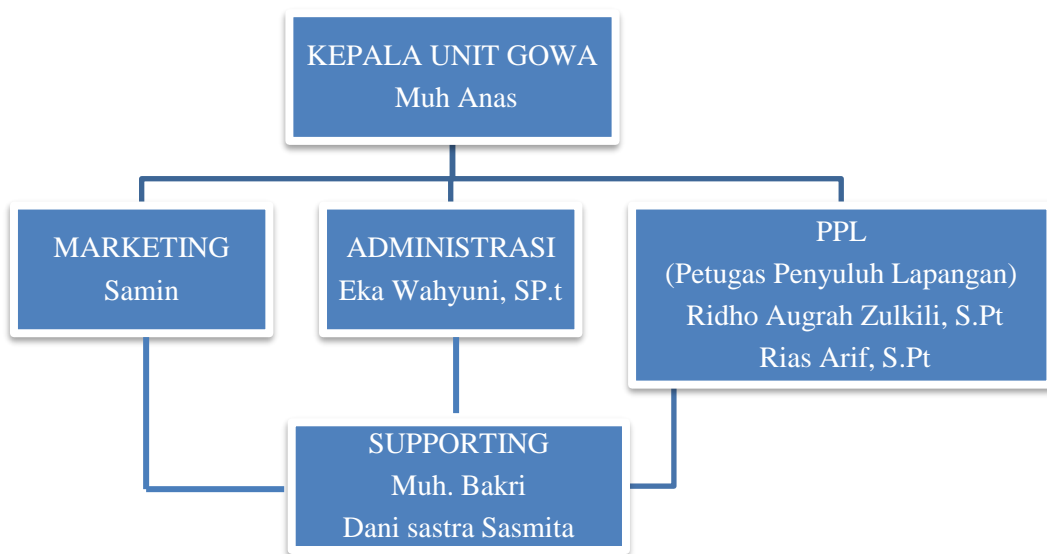 KEPALA UNIT GOWA
Muh Anas
MARKETING
Samin
ADMINISTRASI
Eka Wahyuni, SP.t
PPL
(Petugas Penyuluh Lapangan)
Ridho Augrah Zulkili, S.Pt
Rias Arif, S.Pt
SUPPORTING
Muh. Bakri
Dani sastra Sasmita